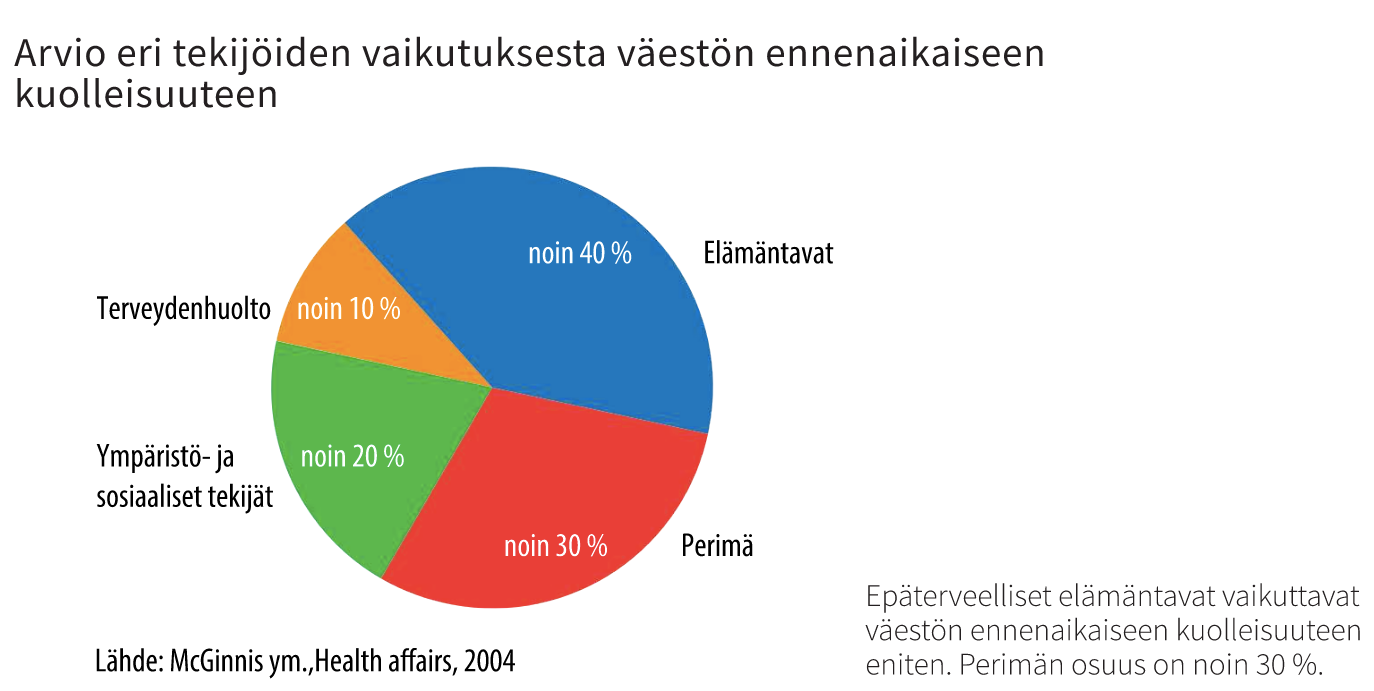 Arvio eri tekijöiden vaikutuksesta väestön ennenaikaiseen
kuolleisuuteen
noin 40 %
Elämäntavat
Terveydenhuolto
noin 10 %
Ympäristö- ja
sosiaaliset tekijät
noin 20 %
noin 30 %
Perimä
Epäterveelliset elämäntavat vaikuttavat
väestön ennenaikaiseen kuolleisuuteen
eniten. Perimän osuus on noin 30 %.
Lähde: McGinnis ym.,Health affairs, 2004